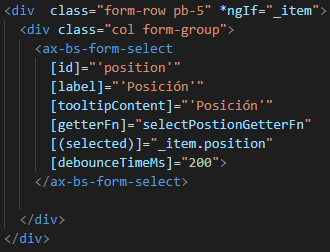 <div  class="form-row pb-5" *ngIf="_item">
<div class="col form-group">
<ax-bs-form-select
[id]="'position'"
[label]="'Posición'"
[tooltipContent]="'Posición'"
[getterFn]="selectPostionGetterFn"
[(selected)]="_item.position"
[debounceTimeMs]="200">
</ax-bs-form-select>
</div>
</div>